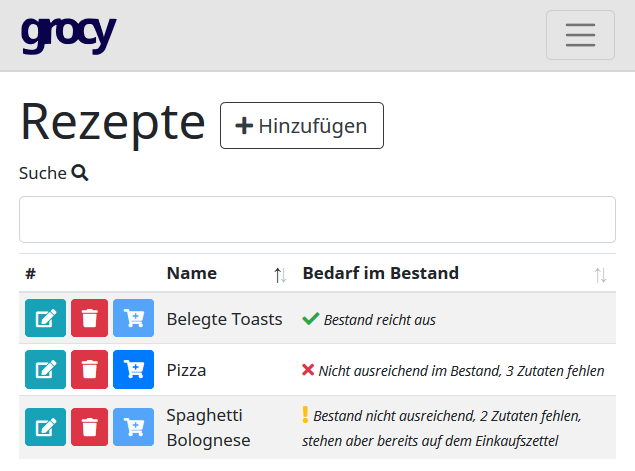 grocy
Rezepte
Hinzufügen
Suche
# Name Bedarf im Bestand
Belegte Toasts Bestand reicht aus
Pizza Nicht ausreichend im Bestand, 3 Zutaten fehlen
Spaghetti Bolognese Bestand nicht ausreichend, 2 Zutaten fehlen,
stehen aber bereits auf dem Einkaufszettel